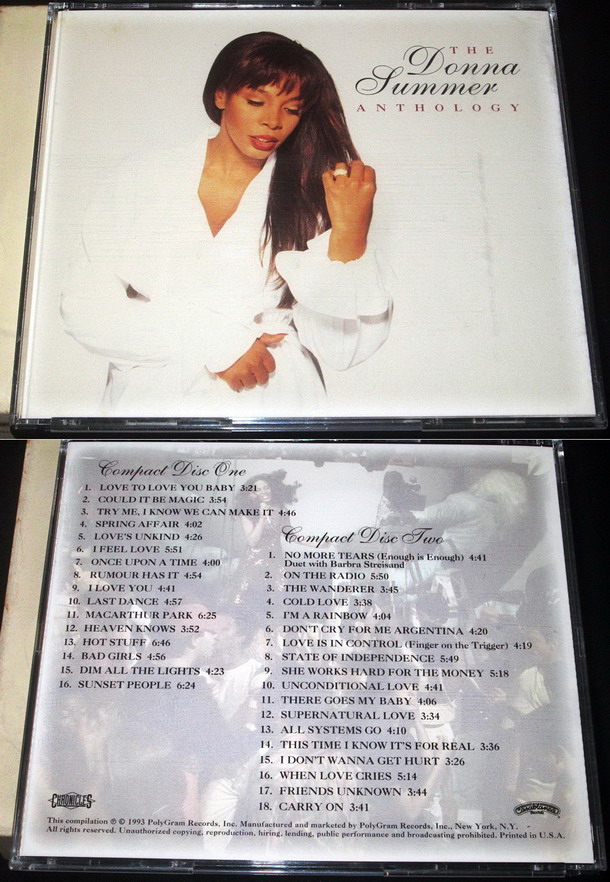 THE
Donna
Summer
ANTHOLOGY
Compact Disc One
1. LOVE TO LOVE YOU BABY 3:21
2. COULD IT BE MAGIC 3:54
3. TRY ME, I KNOW WE CAN MAKE IT 4:46
4. SPRING AFFAIR 4:02
5. LOVE'S UNKIND 4:26
6. I FEEL LOVE 5:51
7. ONCE UPON A TIME 4:00
8. RUMOUR HAS IT 4:54
9. I LOVE YOU 4:41
10. LAST DANCE 4:57
11. MACARTHUR PARK 6:25
12. HEAVEN KNOWS 3:52
13. HOT STUFF 6:46
14. BAD GIRLS 4:56
15. DIM ALL THE LIGHTS 4:23
16. SUNSET PEOPLE 6:24
Compact Disc Two
1. NO MORE TEARS (Enough is Enough) 4:41
Duet with Barbra Streisand
2. ON THE RADIO 5:50
3. THE WANDERER 3:45
4. COLD LOVE 3:38
5. I'M A RAINBOW 4:04
6. DON'T CRY FOR ME ARGENTINA 4:20
7. LOVE IS IN CONTROL (Finger on the Trigger) 4:19
8. STATE OF INDEPENDENCE 5:49
9. SHE WORKS HARD FOR THE MONEY 5:18
10. UNCONDITIONAL LOVE 4:41
11. THERE GOES MY BABY 4:06
12. SUPERNATURAL LOVE 3:34
13. ALL SYSTEMS GO 4:10
14. THIS TIME I KNOW IT'S FOR REAL 3:36
15. I DON'T WANNA GET HURT 3:26
16. WHEN LOVE CRIES 5:14
17. FRIENDS UNKNOWN 3:44
18. CARRY ON 3:41
CHRONICLES
This compilation ℗ © 1993 PolyGram Records, Inc. Manufactured and marketed by PolyGram Records, Inc., New York, N.Y. -
All rights reserved. Unauthorized copying, reproduction, hiring, lending, public performance and broadcasting prohibited. Printed in U.S.A.